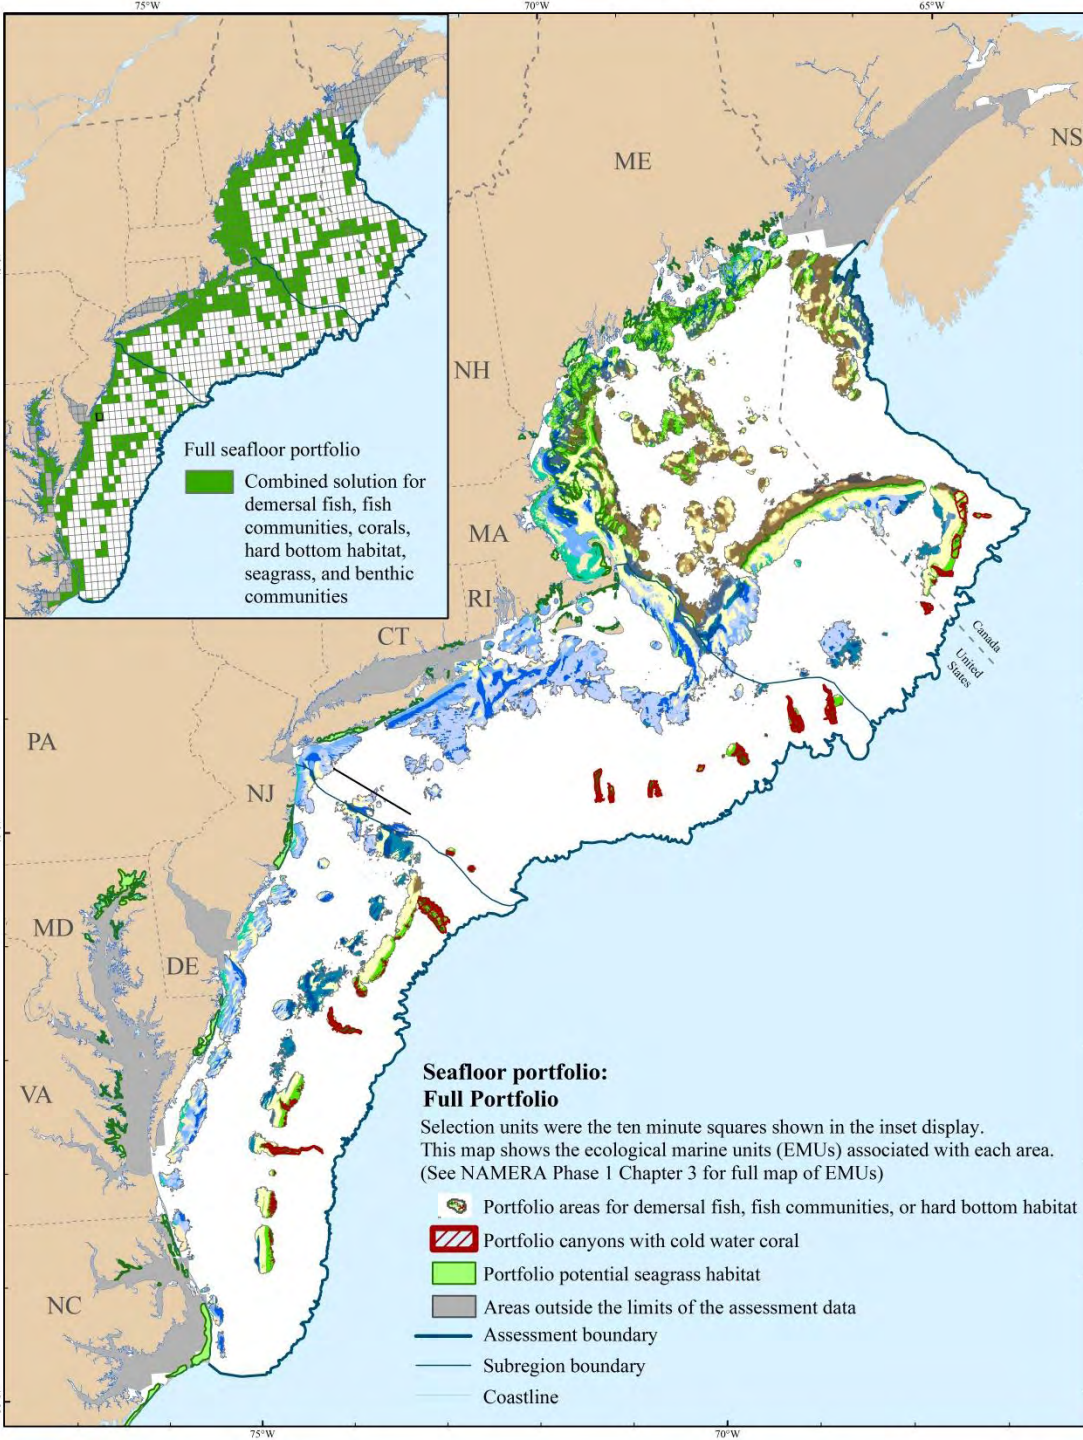 75°W
70°W
65°W
NS
ME
NH
MA
RI
CT
PA
NJ
MD
DE
VA
NC
Canada
United
States
Full seafloor portfolio
Combined solution for
demersal fish, fish
communities, corals,
hard bottom habitat,
seagrass, and benthic
communities
Seafloor portfolio:
Full Portfolio
Selection units were the ten minute squares shown in the inset display.
This map shows the ecological marine units (EMUs) associated with each area.
(See NAMERA Phase 1 Chapter 3 for full map of EMUs)
Portfolio areas for demersal fish, fish communities, or hard bottom habitat
Portfolio canyons with cold water coral
Portfolio potential seagrass habitat
Areas outside the limits of the assessment data
Assessment boundary
Subregion boundary
Coastline
75°W
70°W